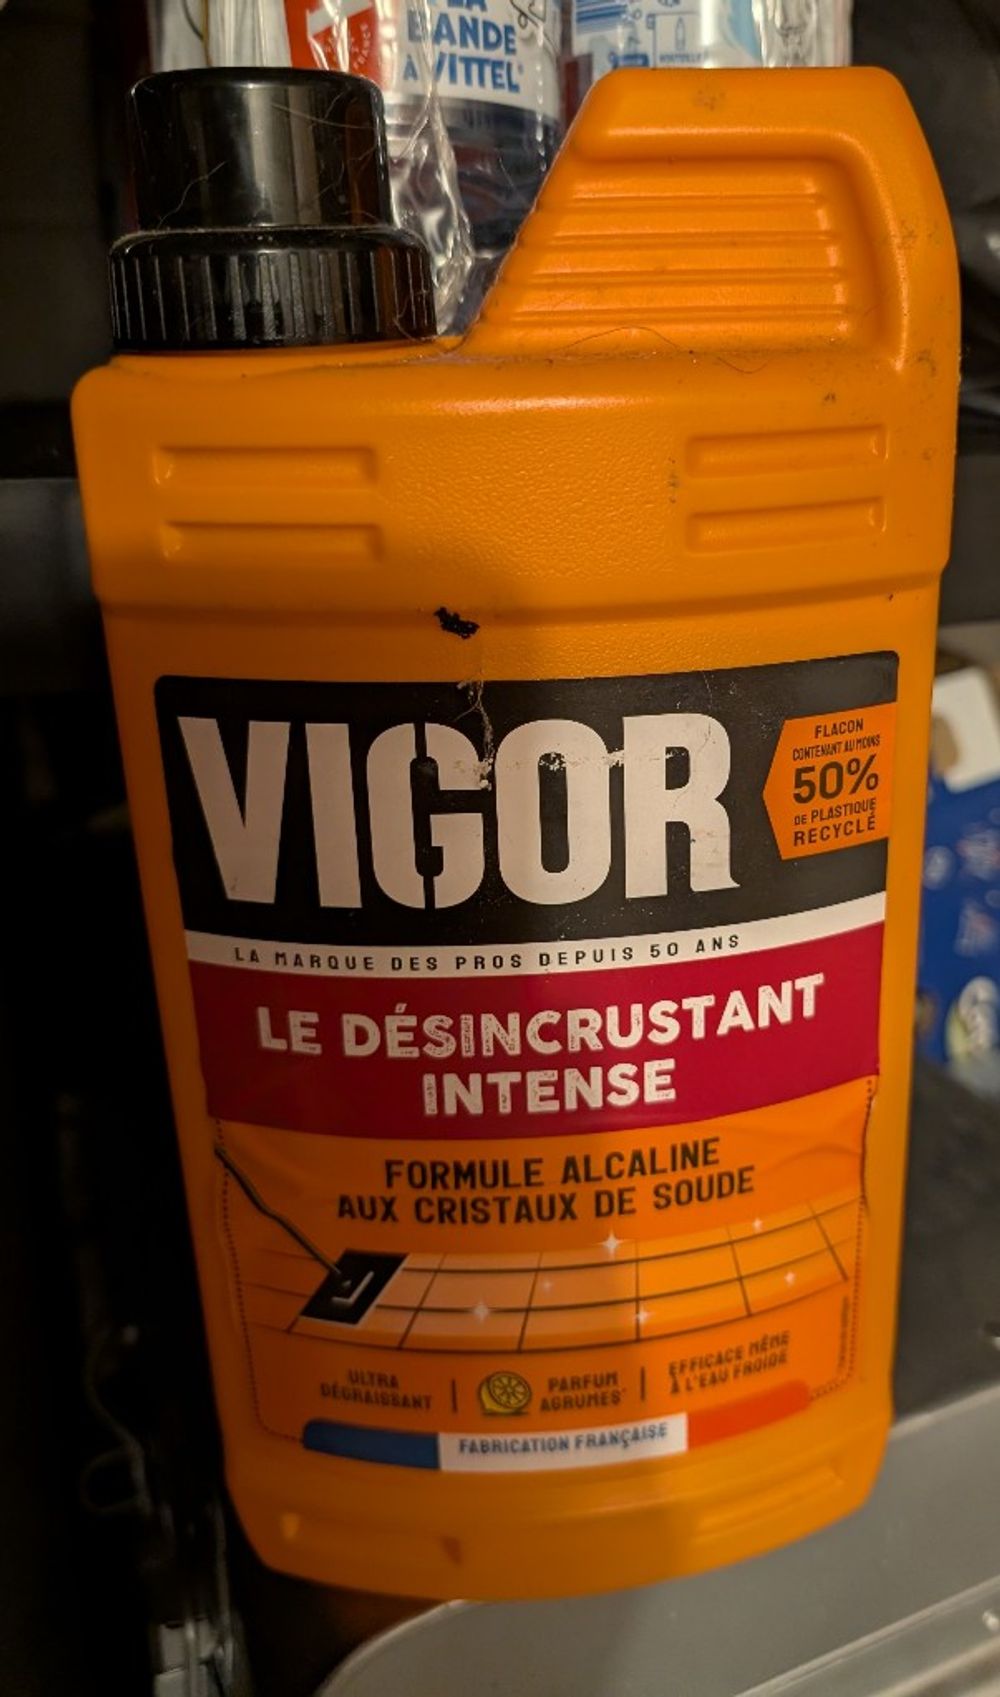 BANDE
À VITTEL
VIGOR
FLACON
CONTENANT AU MOINS
50%
DE PLASTIQUE
RECYCLÉ
LA MARQUE DES PROS DEPUIS 50 ANS
LE DÉSINCRUSTANT
INTENSE
FORMULE ALCALINE
AUX CRISTAUX DE SOUDE
ULTRA
DÉGRAISSANT
PARFUM
AGRUMES*
EFFICACE MÊME
À L'EAU FROIDE
FABRICATION FRANÇAISE